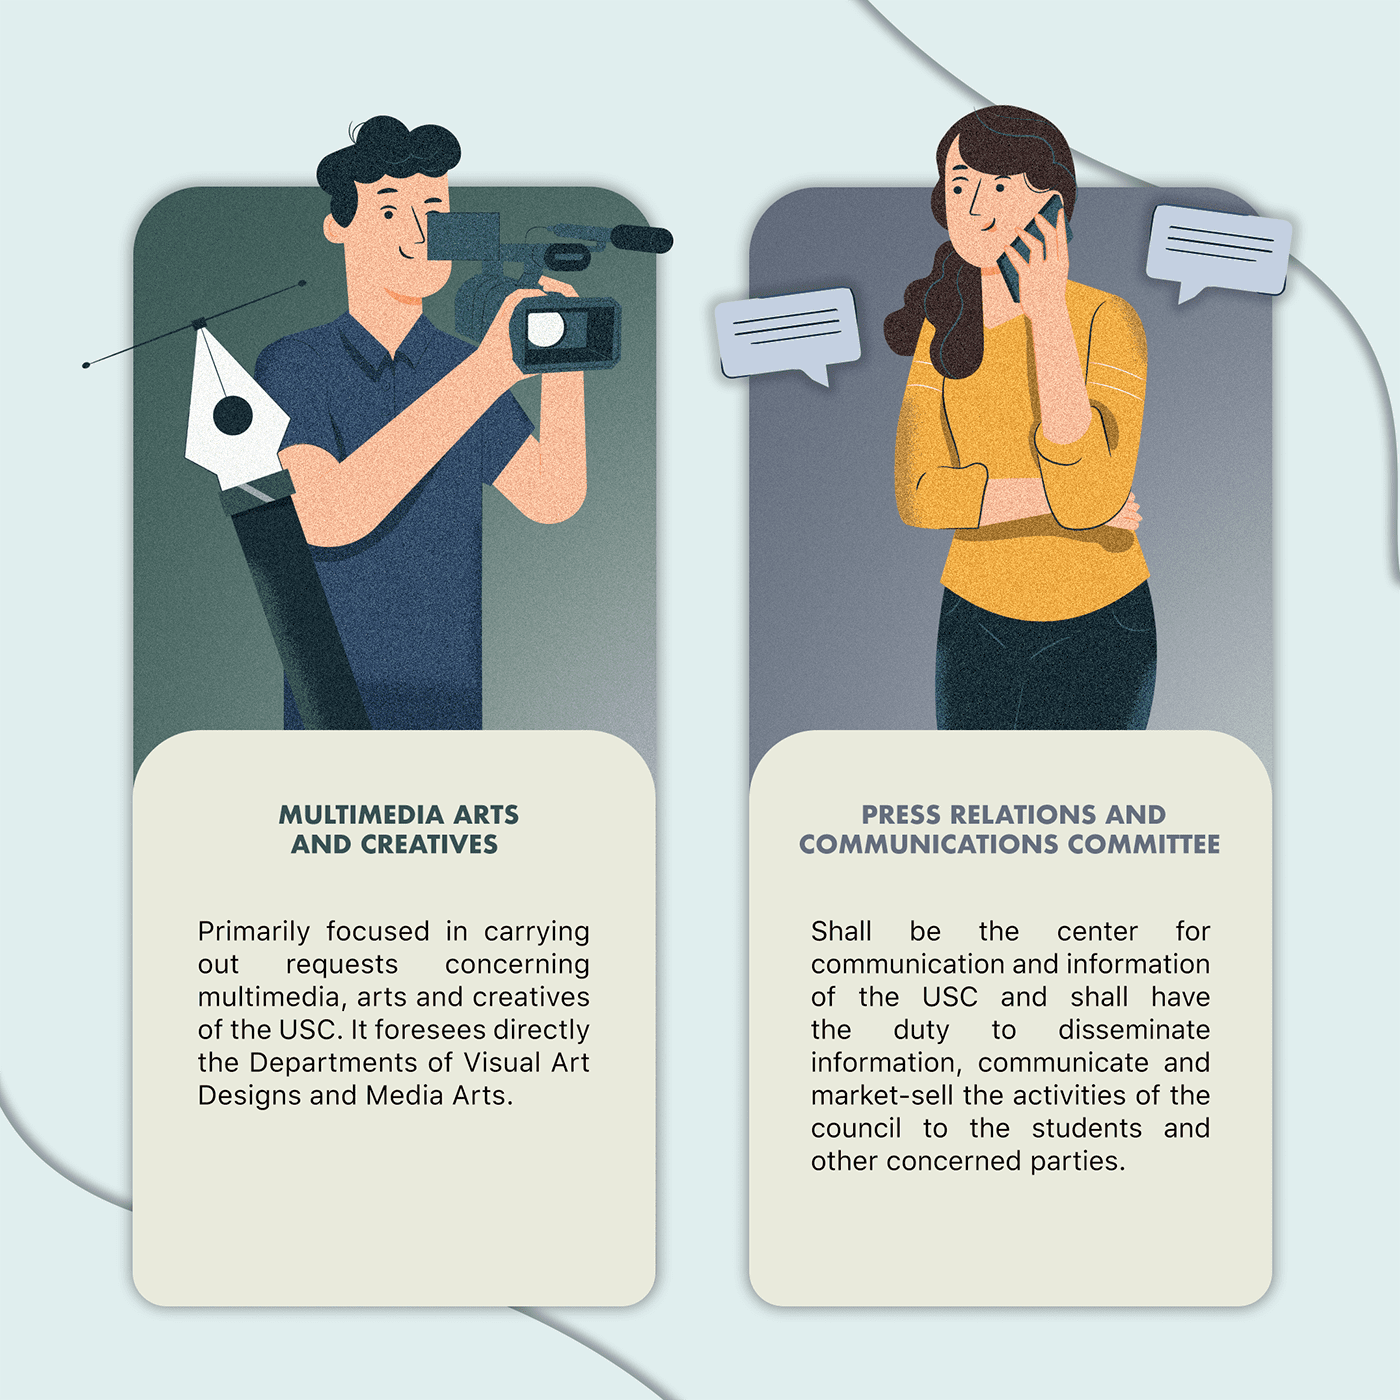 MULTIMEDIA ARTS
AND CREATIVES
Primarily focused in carrying
out requests concerning
multimedia, arts and creatives
of the USC. It foresees directly
the Departments of Visual Art
Designs and Media Arts.
PRESS RELATIONS AND
COMMUNICATIONS COMMITTEE
Shall be the center for
communication and information
of the USC and shall have
the duty to disseminate
information, communicate and
market-sell the activities of the
council to the students and
other concerned parties.